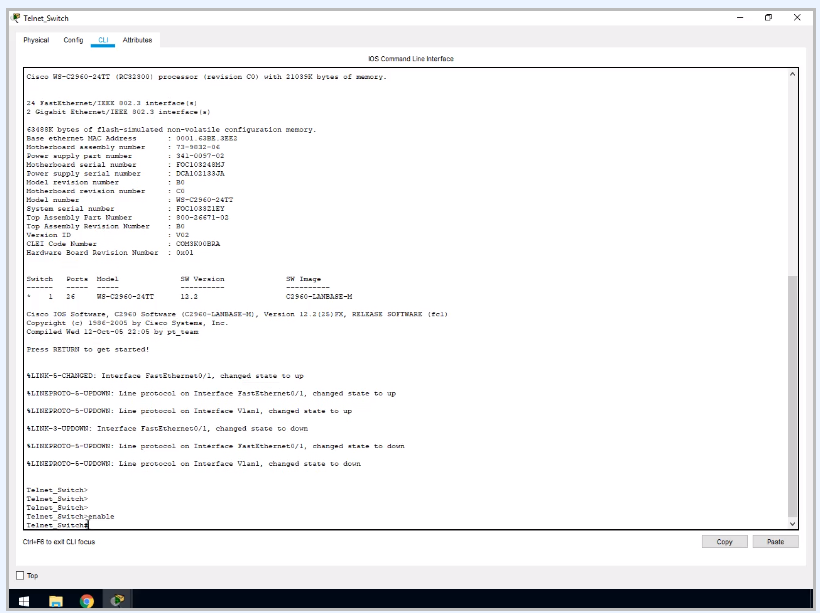 Telnet_Switch
Physical Config CLI Attributes
IOS Command Line Interface
Cisco WS-C2960-24TT (RC32300) processor (revision C0) with 21039K bytes of memory.
24 FastEthernet/IEEE 802.3 interface(s)
2 Gigabit Ethernet/IEEE 802.3 interface(s)
63488K bytes of flash-simulated non-volatile configuration memory.
Base ethernet MAC Address : 0001.63BE.3EE2
Motherboard assembly number : 73-9832-06
Power supply part number : 341-0097-02
Motherboard serial number : FOC103248MJ
Power supply serial number : DCA102133JA
Model revision number : B0
Motherboard revision number : C0
Model number : WS-C2960-24TT
System serial number : FOC1033Z1EY
Top Assembly Part Number : 800-26671-02
Top Assembly Revision Number : B0
Version ID : V02
CLEI Code Number : COM3K00BRA
Hardware Board Revision Number : 0x01
Switch Ports Model SW Version SW Image
------ ----- ----- ---------- ----------
* 1 26 WS-C2960-24TT 12.2 C2960-LANBASE-M
Cisco IOS Software, C2960 Software (C2960-LANBASE-M), Version 12.2(25)FX, RELEASE SOFTWARE (fc1)
Copyright (c) 1986-2005 by Cisco Systems, Inc.
Compiled Wed 12-Oct-05 22:05 by pt_team
Press RETURN to get started!
%LINK-5-CHANGED: Interface FastEthernet0/1, changed state to up
%LINEPROTO-5-UPDOWN: Line protocol on Interface FastEthernet0/1, changed state to up
%LINEPROTO-5-UPDOWN: Line protocol on Interface Vlan1, changed state to up
%LINK-3-UPDOWN: Interface FastEthernet0/1, changed state to down
%LINEPROTO-5-UPDOWN: Line protocol on Interface FastEthernet0/1, changed state to down
%LINEPROTO-5-UPDOWN: Line protocol on Interface Vlan1, changed state to down
Telnet_Switch>
Telnet_Switch>
Telnet_Switch>
Telnet_Switch>enable
Telnet_Switch#
Ctrl+F6 to exit CLI focus
Copy Paste
Top